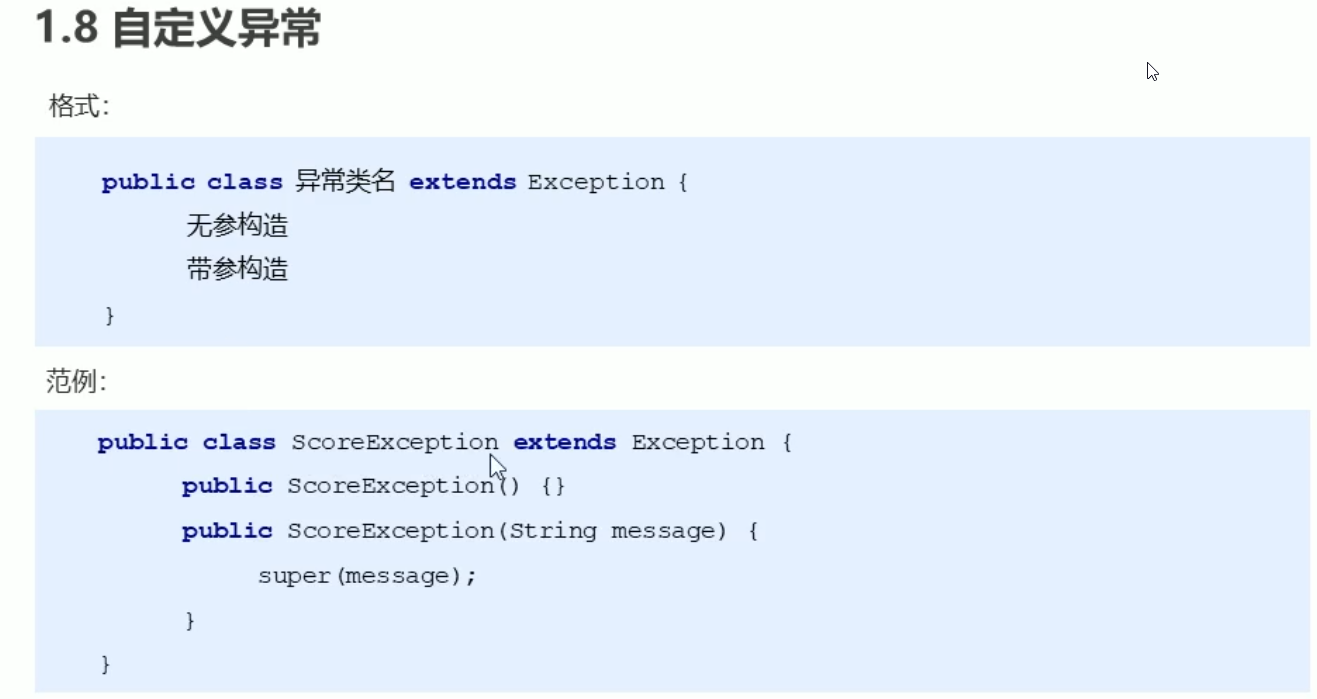 1.8 自定义异常
格式：
public class 异常类名 extends Exception {
无参构造
带参构造
}
范例：
public class ScoreException extends Exception {
public ScoreException() {}
public ScoreException(String message) {
super(message);
}
}